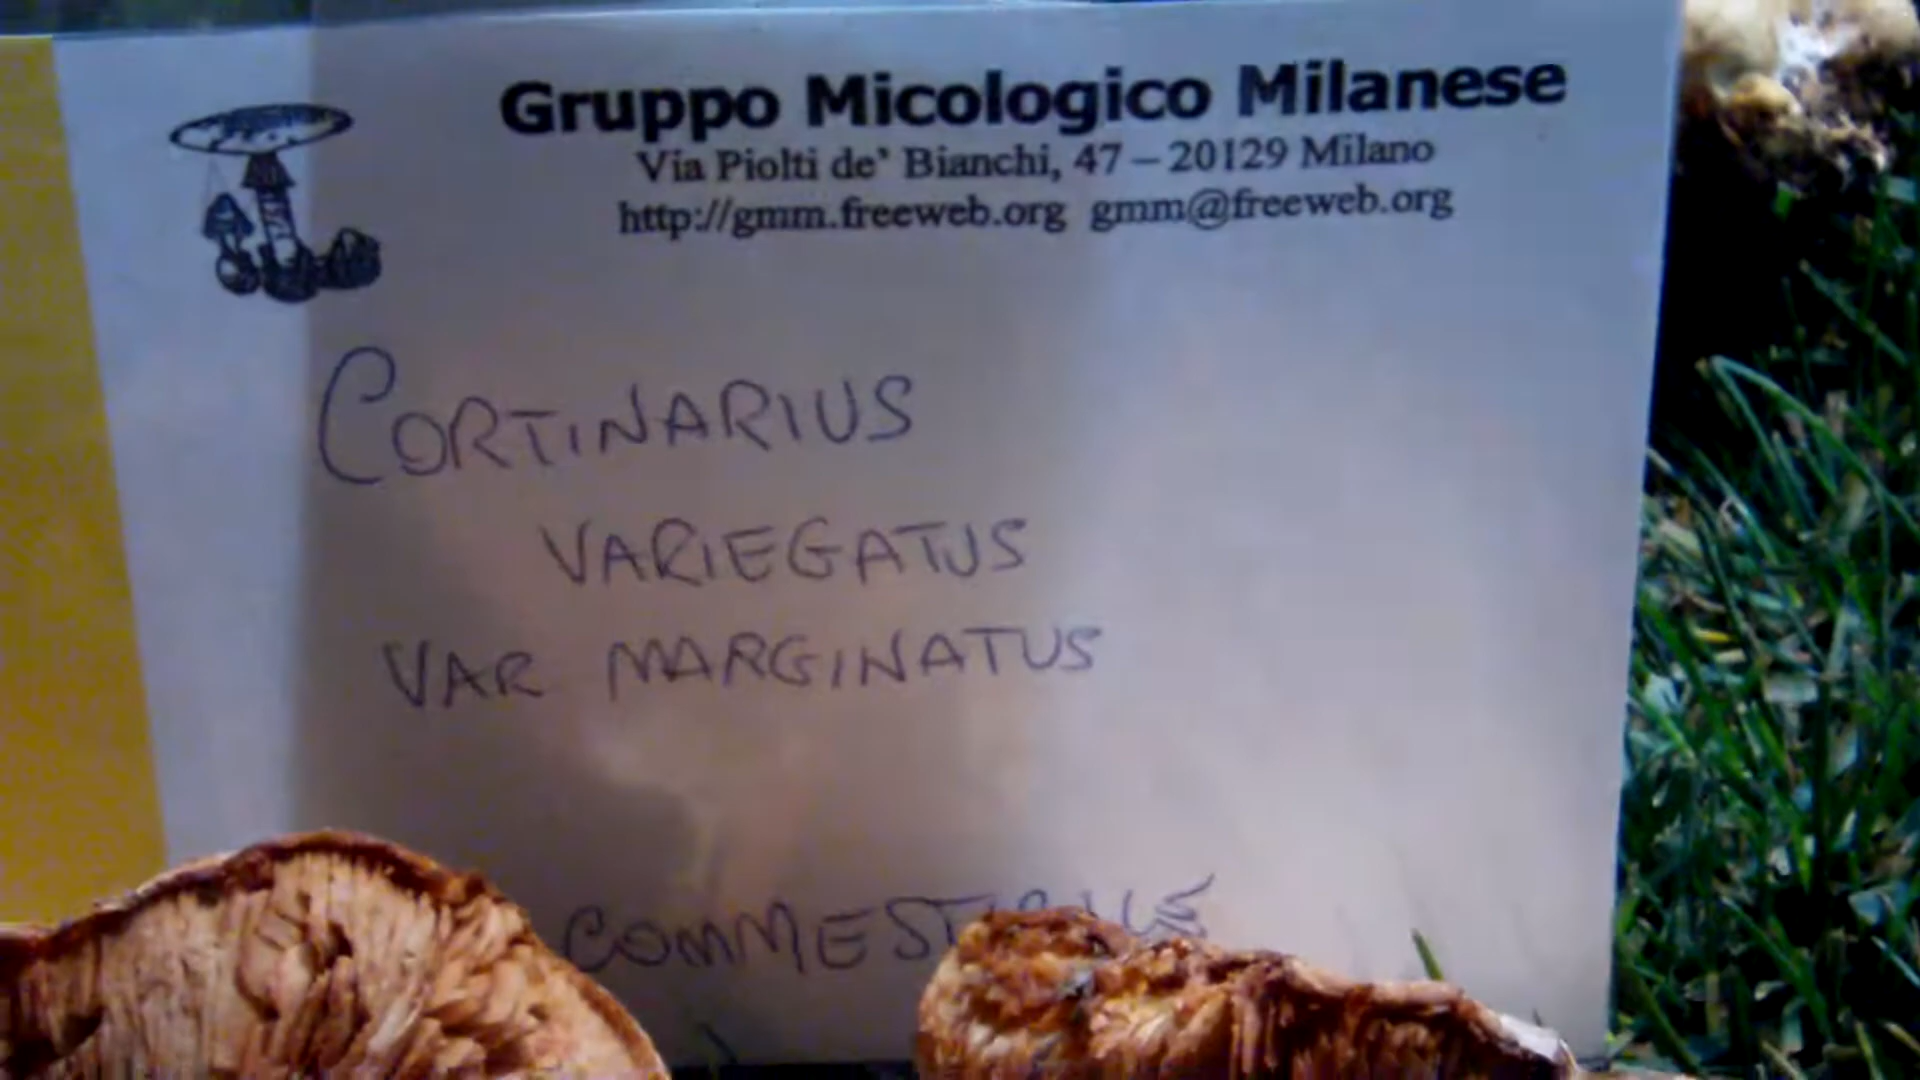 Gruppo Micologico Milanese
Via Piolti de' Bianchi, 47 – 20129 Milano
http://gmm.freeweb.org gmm@freeweb.org
CORTINARIUS
VARIEGATUS
VAR MARGINATUS